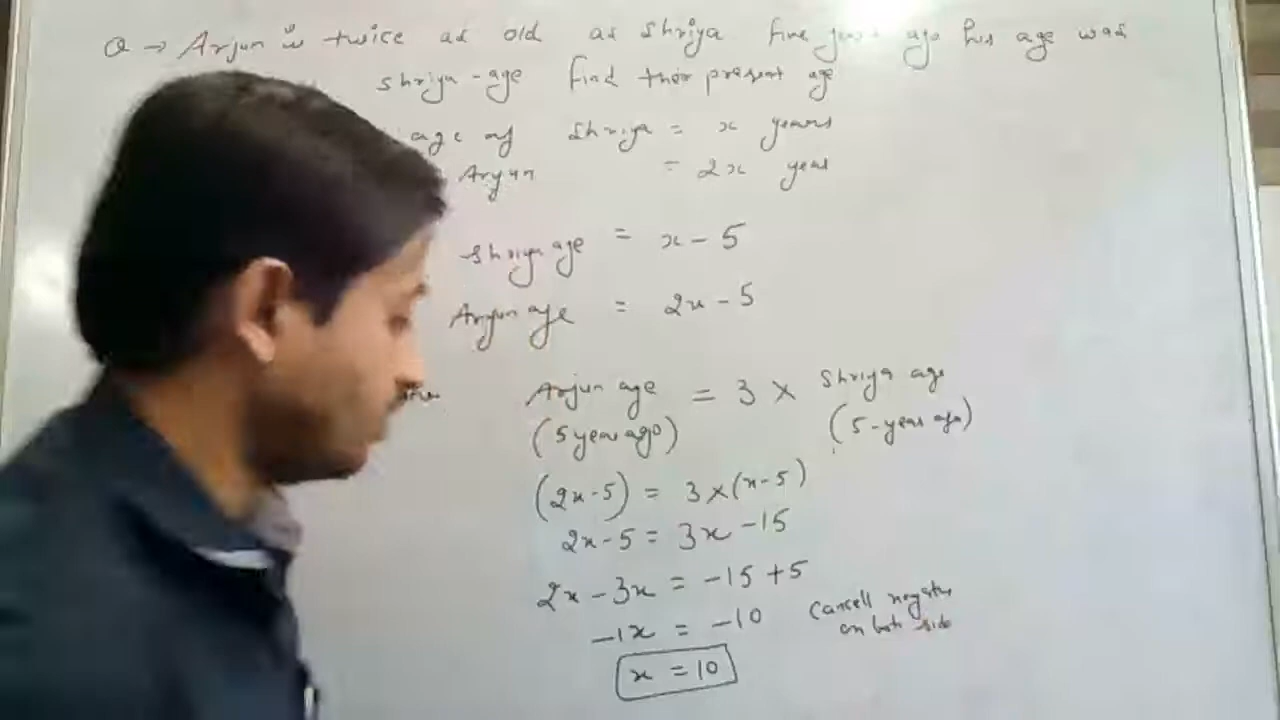 Q → Arjun is twice as old as Shriya five years ago his age was
Shriya-age find their present age
age of Shriya = x years
Arjun = 2x year
Shriya age = x - 5
Arjun age = 2x - 5
Arjun age = 3 × Shriya age
(5 year ago) (5-year ago)
(2x-5) = 3×(x-5)
2x-5 = 3x -15
2x - 3x = -15 +5
-1x = -10 Cancell negative
on both side
x = 10